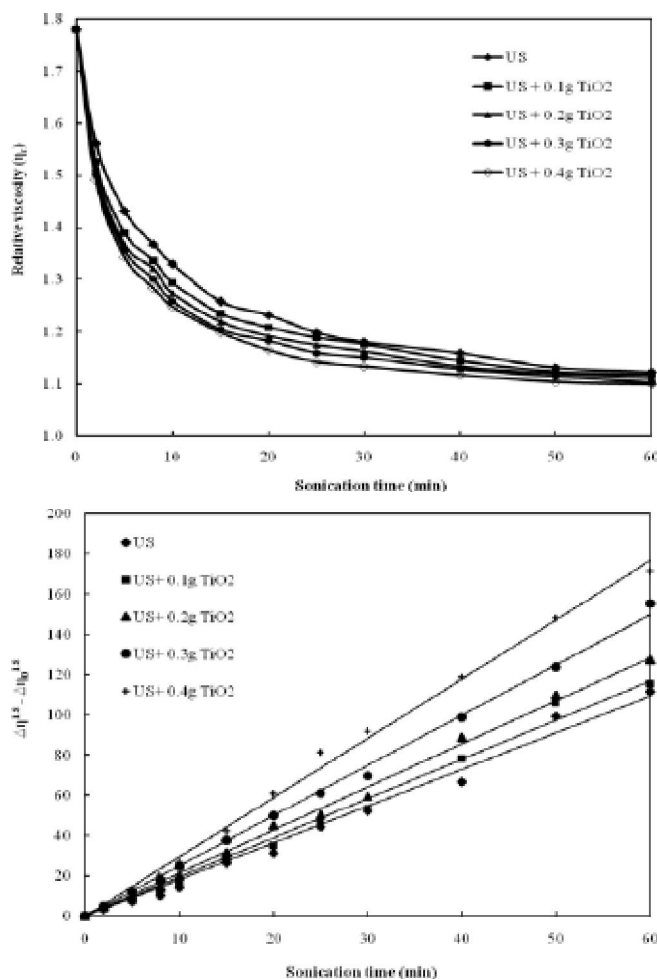 1.8
1.7
1.6
1.5
1.4
1.3
1.2
1.1
1.0
Relative viscosity (ηr)
US
US + 0.1g TiO2
US + 0.2g TiO2
US + 0.3g TiO2
US + 0.4g TiO2
0 10 20 30 40 50 60
Sonication time (min)
200
180
160
140
120
100
80
60
40
20
0
US
US+ 0.1g TiO2
US+ 0.2g TiO2
US+ 0.3g TiO2
US+ 0.4g TiO2
0 10 20 30 40 50 60
Sonication time (min)